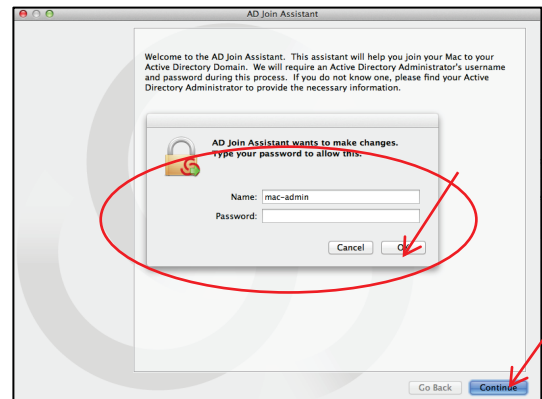 AD Join Assistant
Welcome to the AD Join Assistant. This assistant will help you join your Mac to your
Active Directory Domain. We will require an Active Directory Administrator's username
and password during this process. If you do not know one, please find your Active
Directory Administrator to provide the necessary information.
AD Join Assistant wants to make changes.
Type your password to allow this.
Name: mac-admin
Password:
Cancel OK
Go Back Continue